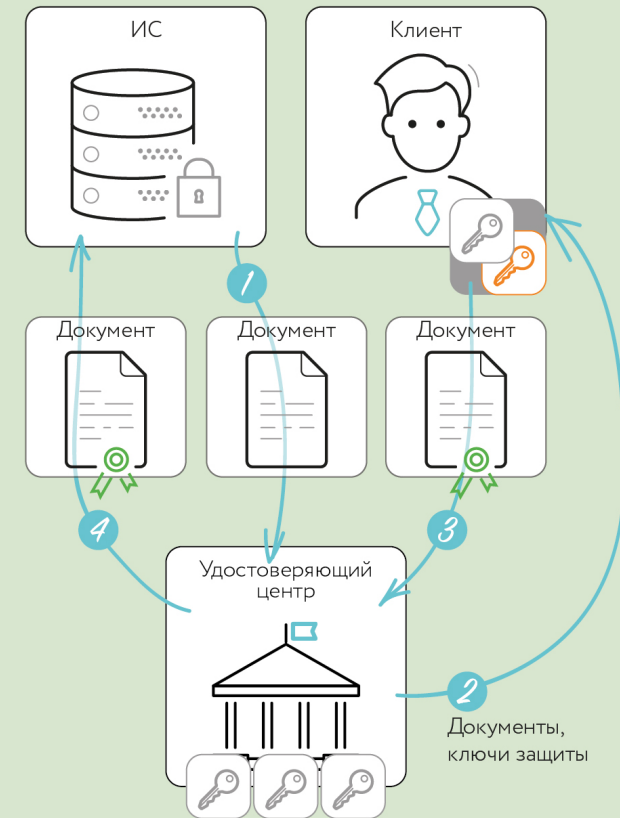 ИС
Клиент
1
Документ
Документ
Документ
4
3
Удостоверяющий
центр
2
Документы,
ключи защиты